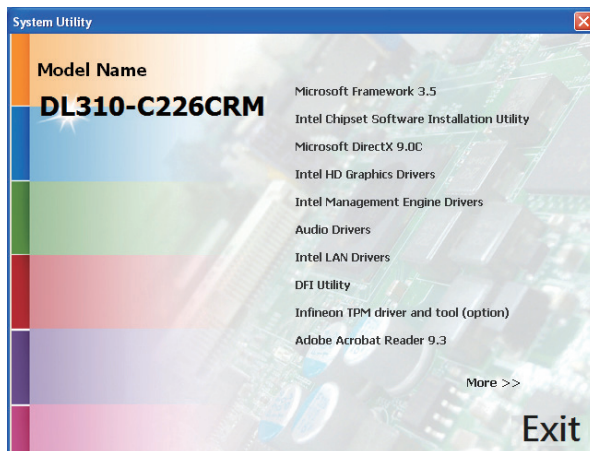 System Utility
Model Name
DL310-C226CRM
Microsoft Framework 3.5
Intel Chipset Software Installation Utility
Microsoft DirectX 9.0C
Intel HD Graphics Drivers
Intel Management Engine Drivers
Audio Drivers
Intel LAN Drivers
DFI Utility
Infineon TPM driver and tool (option)
Adobe Acrobat Reader 9.3
More >>
Exit